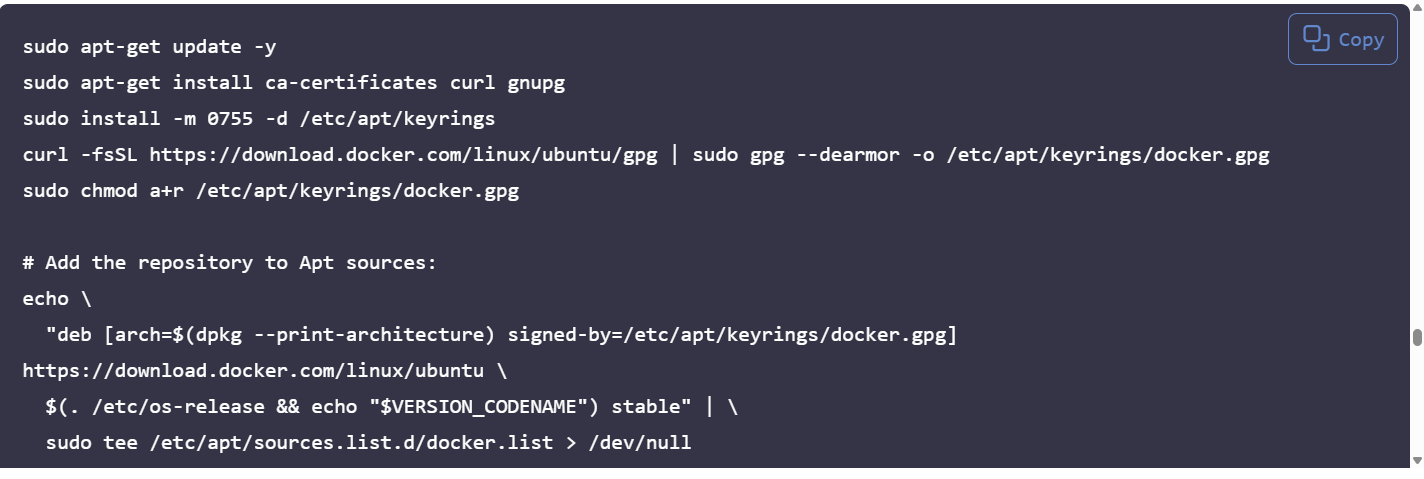 Copy
sudo apt-get update -y
sudo apt-get install ca-certificates curl gnupg
sudo install -m 0755 -d /etc/apt/keyrings
curl -fsSL https://download.docker.com/linux/ubuntu/gpg | sudo gpg --dearmor -o /etc/apt/keyrings/docker.gpg
sudo chmod a+r /etc/apt/keyrings/docker.gpg

# Add the repository to Apt sources:
echo \
  "deb [arch=$(dpkg --print-architecture) signed-by=/etc/apt/keyrings/docker.gpg]
https://download.docker.com/linux/ubuntu \
  $(. /etc/os-release && echo "$VERSION_CODENAME") stable" | \
  sudo tee /etc/apt/sources.list.d/docker.list > /dev/null